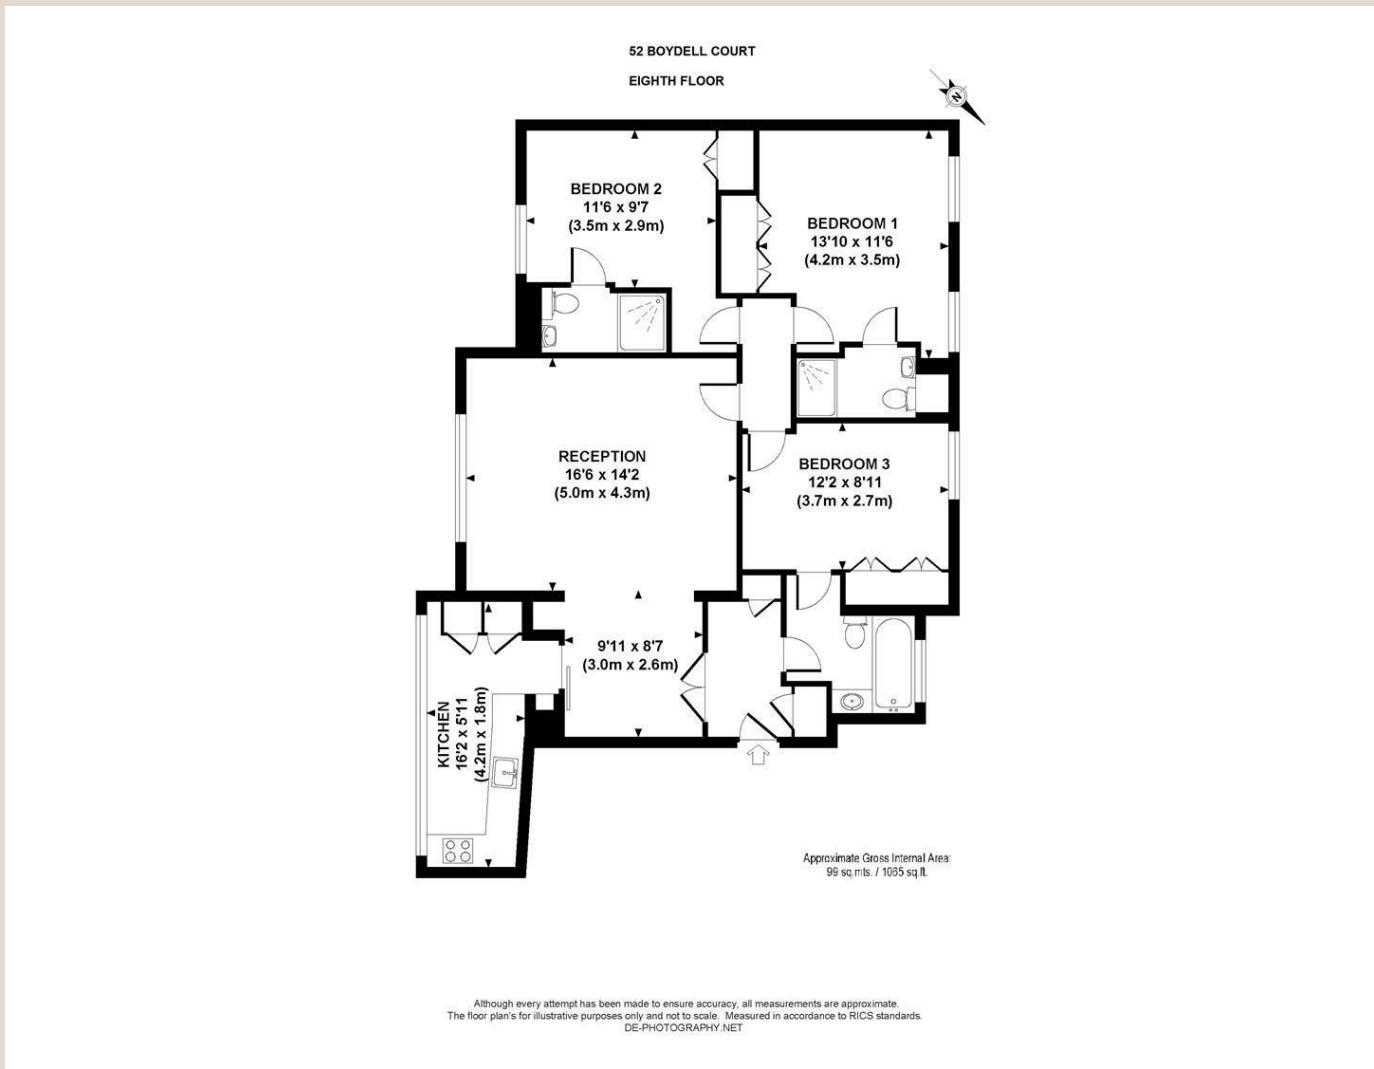 52 BOYDELL COURT
EIGHTH FLOOR
N
BEDROOM 2
11'6 x 9'7
(3.5m x 2.9m)
BEDROOM 1
13'10 x 11'6
(4.2m x 3.5m)
RECEPTION
16'6 x 14'2
(5.0m x 4.3m)
BEDROOM 3
12'2 x 8'11
(3.7m x 2.7m)
9'11 x 8'7
(3.0m x 2.6m)
KITCHEN
16'2 x 5'11
(4.2m x 1.8m)
Approximate Gross Internal Area:
99 sq.mts. / 1065 sq.ft.
Although every attempt has been made to ensure accuracy, all measurements are approximate.
The floor plan's for illustrative purposes only and not to scale. Measured in accordance to RICS standards.
DE-PHOTOGRAPHY.NET